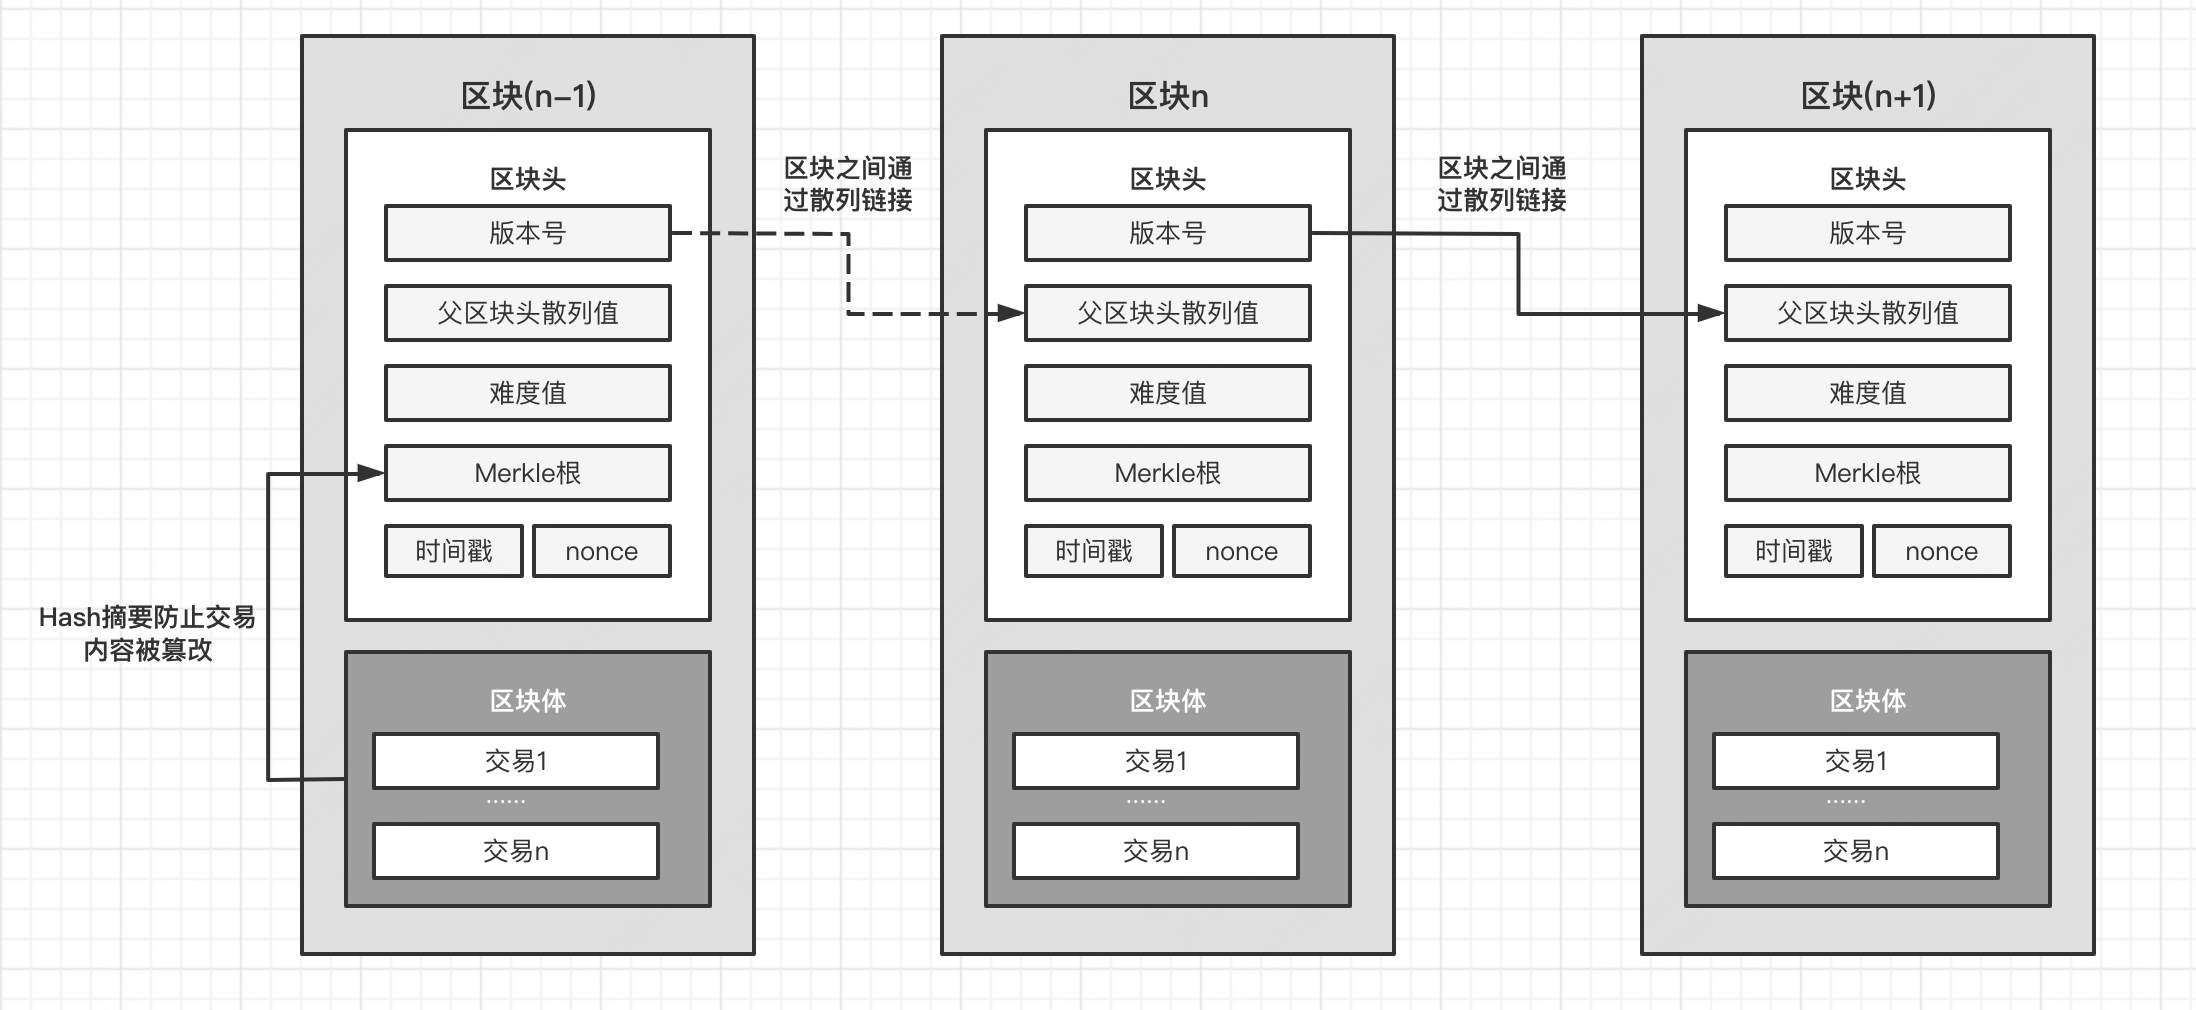 区块(n-1)
区块头
版本号
父区块头散列值
难度值
Merkle根
时间戳
nonce
区块体
交易1
......
交易n
Hash摘要防止交易
内容被篡改
区块之间通
过散列链接
区块n
区块头
版本号
父区块头散列值
难度值
Merkle根
时间戳
nonce
区块体
交易1
......
交易n
区块之间通
过散列链接
区块(n+1)
区块头
版本号
父区块头散列值
难度值
Merkle根
时间戳
nonce
区块体
交易1
......
交易n